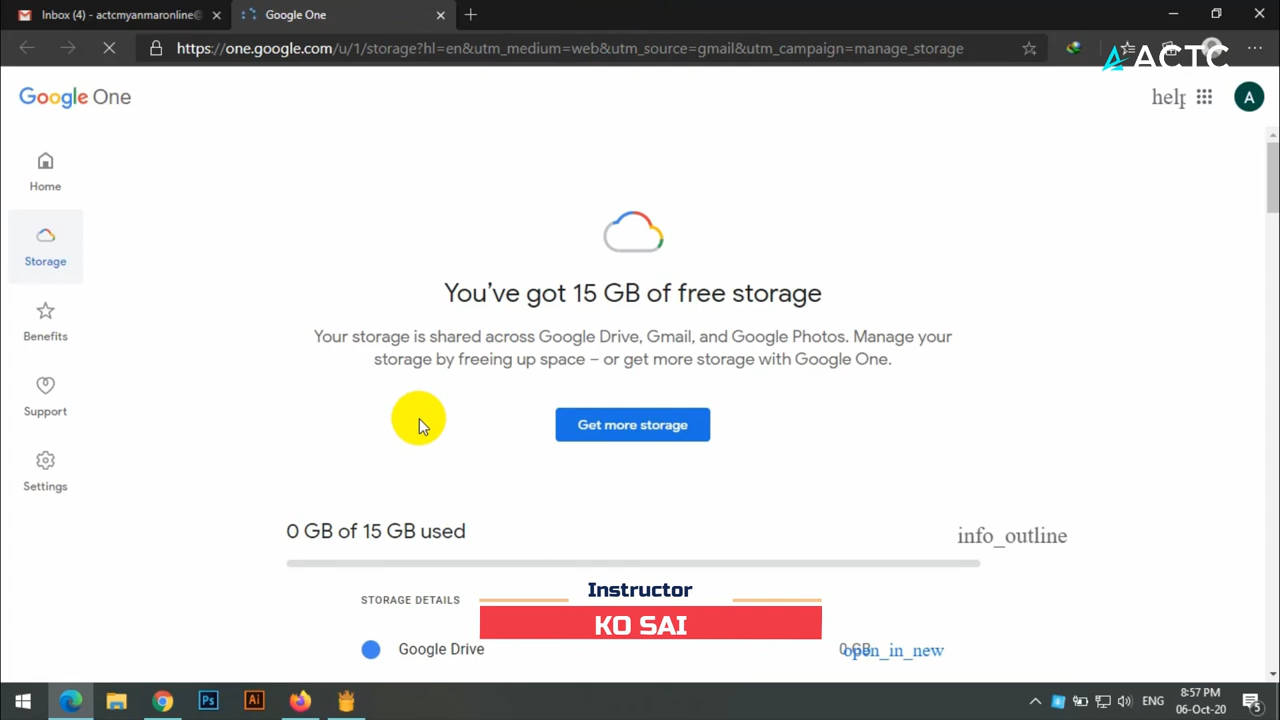 Inbox (4) - actcmyanmaronline@
Google One
https://one.google.com/u/1/storage?hl=en&utm_medium=web&utm_source=gmail&utm_campaign=manage_storage
ACTC
Google One
help
A
Home
Storage
Benefits
Support
Settings
You've got 15 GB of free storage
Your storage is shared across Google Drive, Gmail, and Google Photos. Manage your
storage by freeing up space – or get more storage with Google One.
Get more storage
0 GB of 15 GB used
info_outline
STORAGE DETAILS
Instructor
KO SAI
Google Drive
0 GB
open_in_new
Ps
Ai
ENG
8:57 PM
06-Oct-20
5